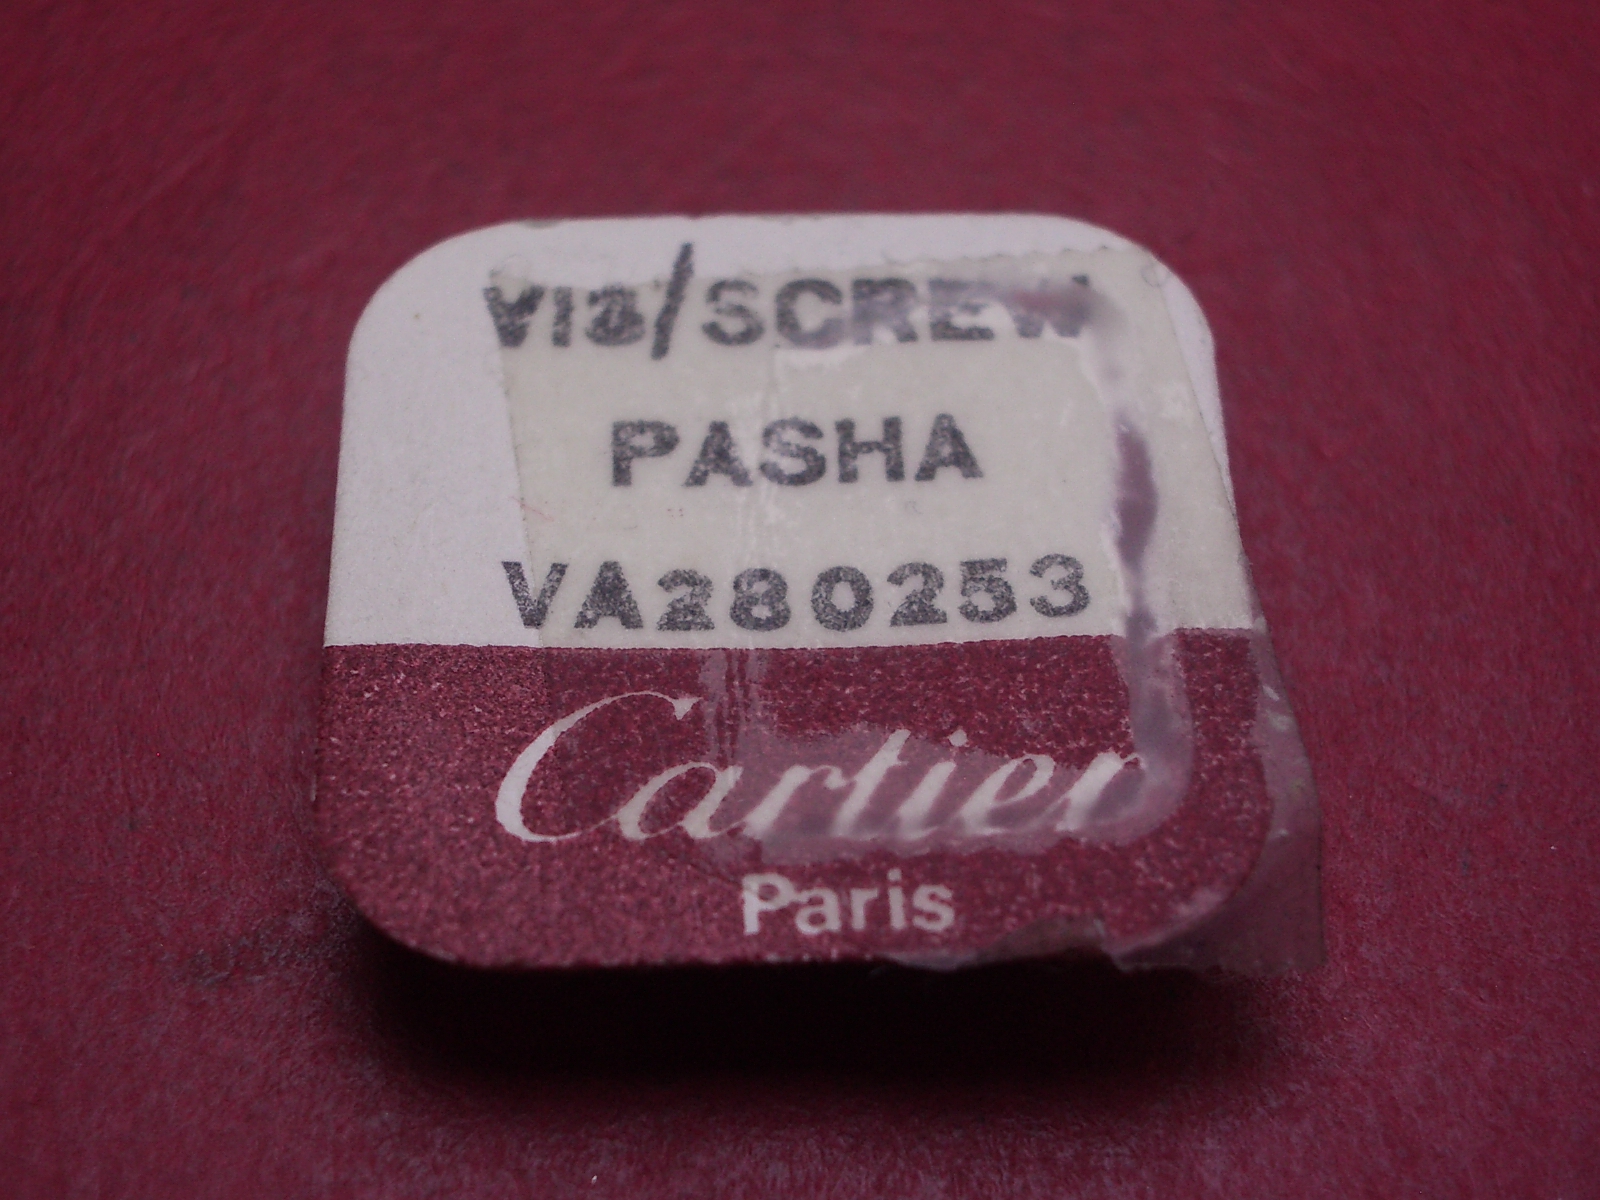 VIS/SCREW
PASHA
VA280253
Cartier
Paris